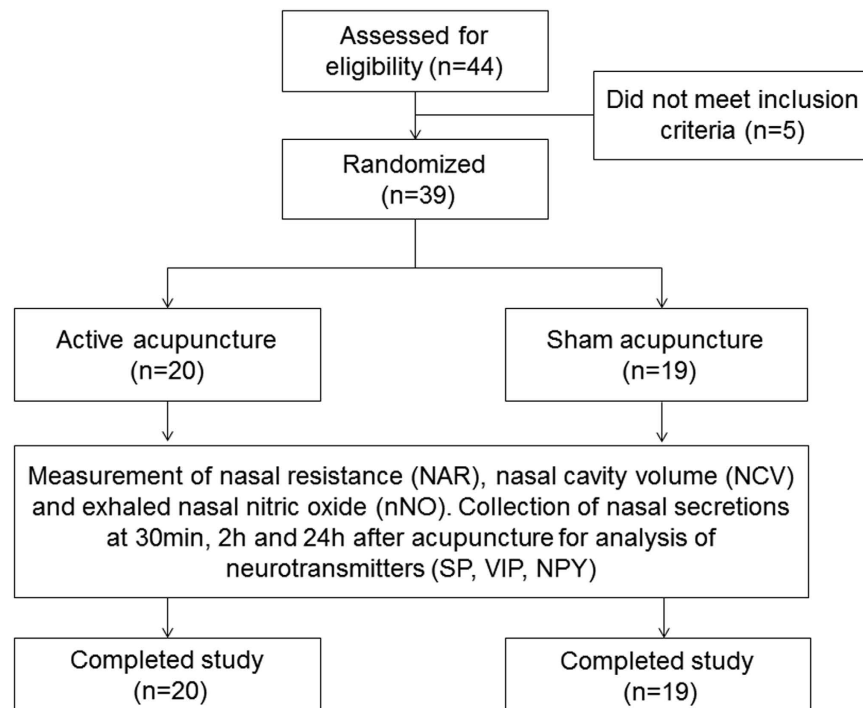 Assessed for
eligibility (n=44)
Did not meet inclusion
criteria (n=5)
Randomized
(n=39)
Active acupuncture
(n=20)
Sham acupuncture
(n=19)
Measurement of nasal resistance (NAR), nasal cavity volume (NCV)
and exhaled nasal nitric oxide (nNO). Collection of nasal secretions
at 30min, 2h and 24h after acupuncture for analysis of
neurotransmitters (SP, VIP, NPY)
Completed study
(n=20)
Completed study
(n=19)